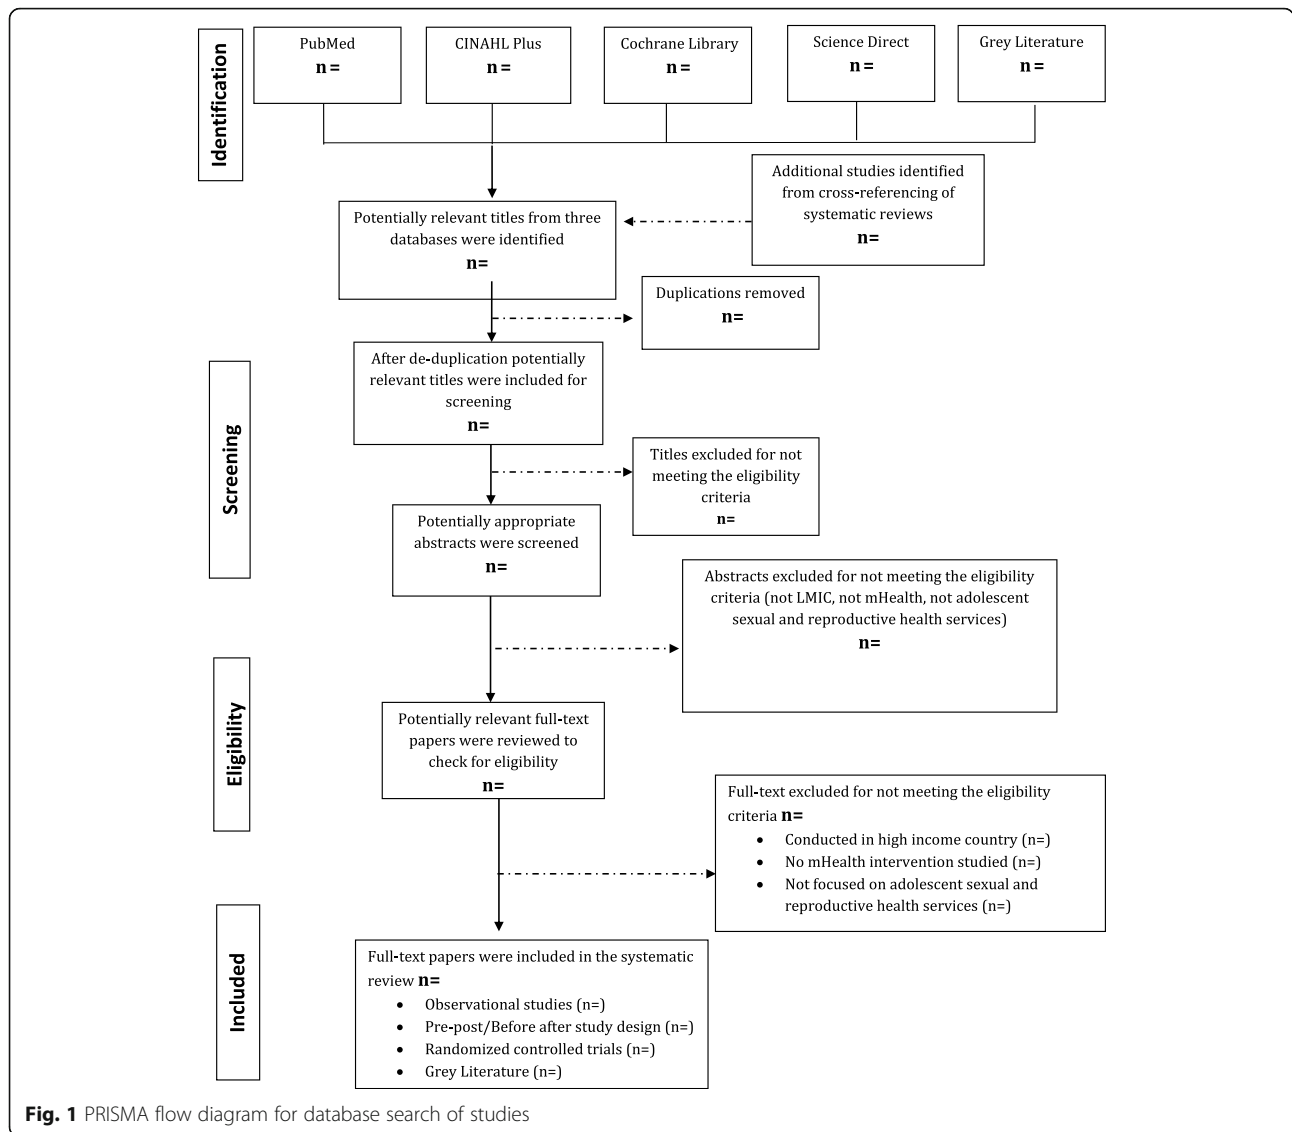 Identification
PubMed
n =
CINAHL Plus
n =
Cochrane Library
n =
Science Direct
n =
Grey Literature
n =
Additional studies identified
from cross-referencing of
systematic reviews
n=
Potentially relevant titles from three
databases were identified
n=
Duplications removed
n=
Screening
After de-duplication potentially
relevant titles were included for
screening
n=
Titles excluded for not
meeting the eligibility
criteria
n=
Potentially appropriate
abstracts were screened
n=
Abstracts excluded for not meeting the eligibility
criteria (not LMIC, not mHealth, not adolescent
sexual and reproductive health services)
n=
Eligibility
Potentially relevant full-text
papers were reviewed to
check for eligibility
n=
Full-text excluded for not meeting the eligibility
criteria n=
• Conducted in high income country (n=)
• No mHealth intervention studied (n=)
• Not focused on adolescent sexual and
reproductive health services (n=)
Included
Full-text papers were included in the systematic
review n=
• Observational studies (n=)
• Pre-post/Before after study design (n=)
• Randomized controlled trials (n=)
• Grey Literature (n=)
Fig. 1 PRISMA flow diagram for database search of studies